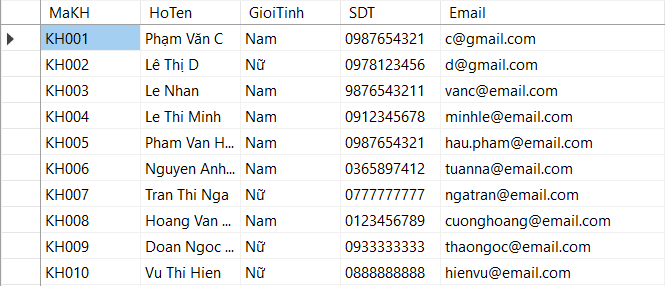 MaKH HoTen GioiTinh SDT Email
KH001 Phạm Văn C Nam 0987654321 c@gmail.com
KH002 Lê Thị D Nữ 0978123456 d@gmail.com
KH003 Le Nhan Nam 9876543211 vanc@email.com
KH004 Le Thi Minh Nam 0912345678 minhle@email.com
KH005 Pham Van H... Nam 0987654321 hau.pham@email.com
KH006 Nguyen Anh... Nam 0365897412 tuanna@email.com
KH007 Tran Thi Nga Nữ 0777777777 ngatran@email.com
KH008 Hoang Van ... Nam 0123456789 cuonghoang@email.com
KH009 Doan Ngoc ... Nữ 0933333333 thaongoc@email.com
KH010 Vu Thi Hien Nữ 0888888888 hienvu@email.com